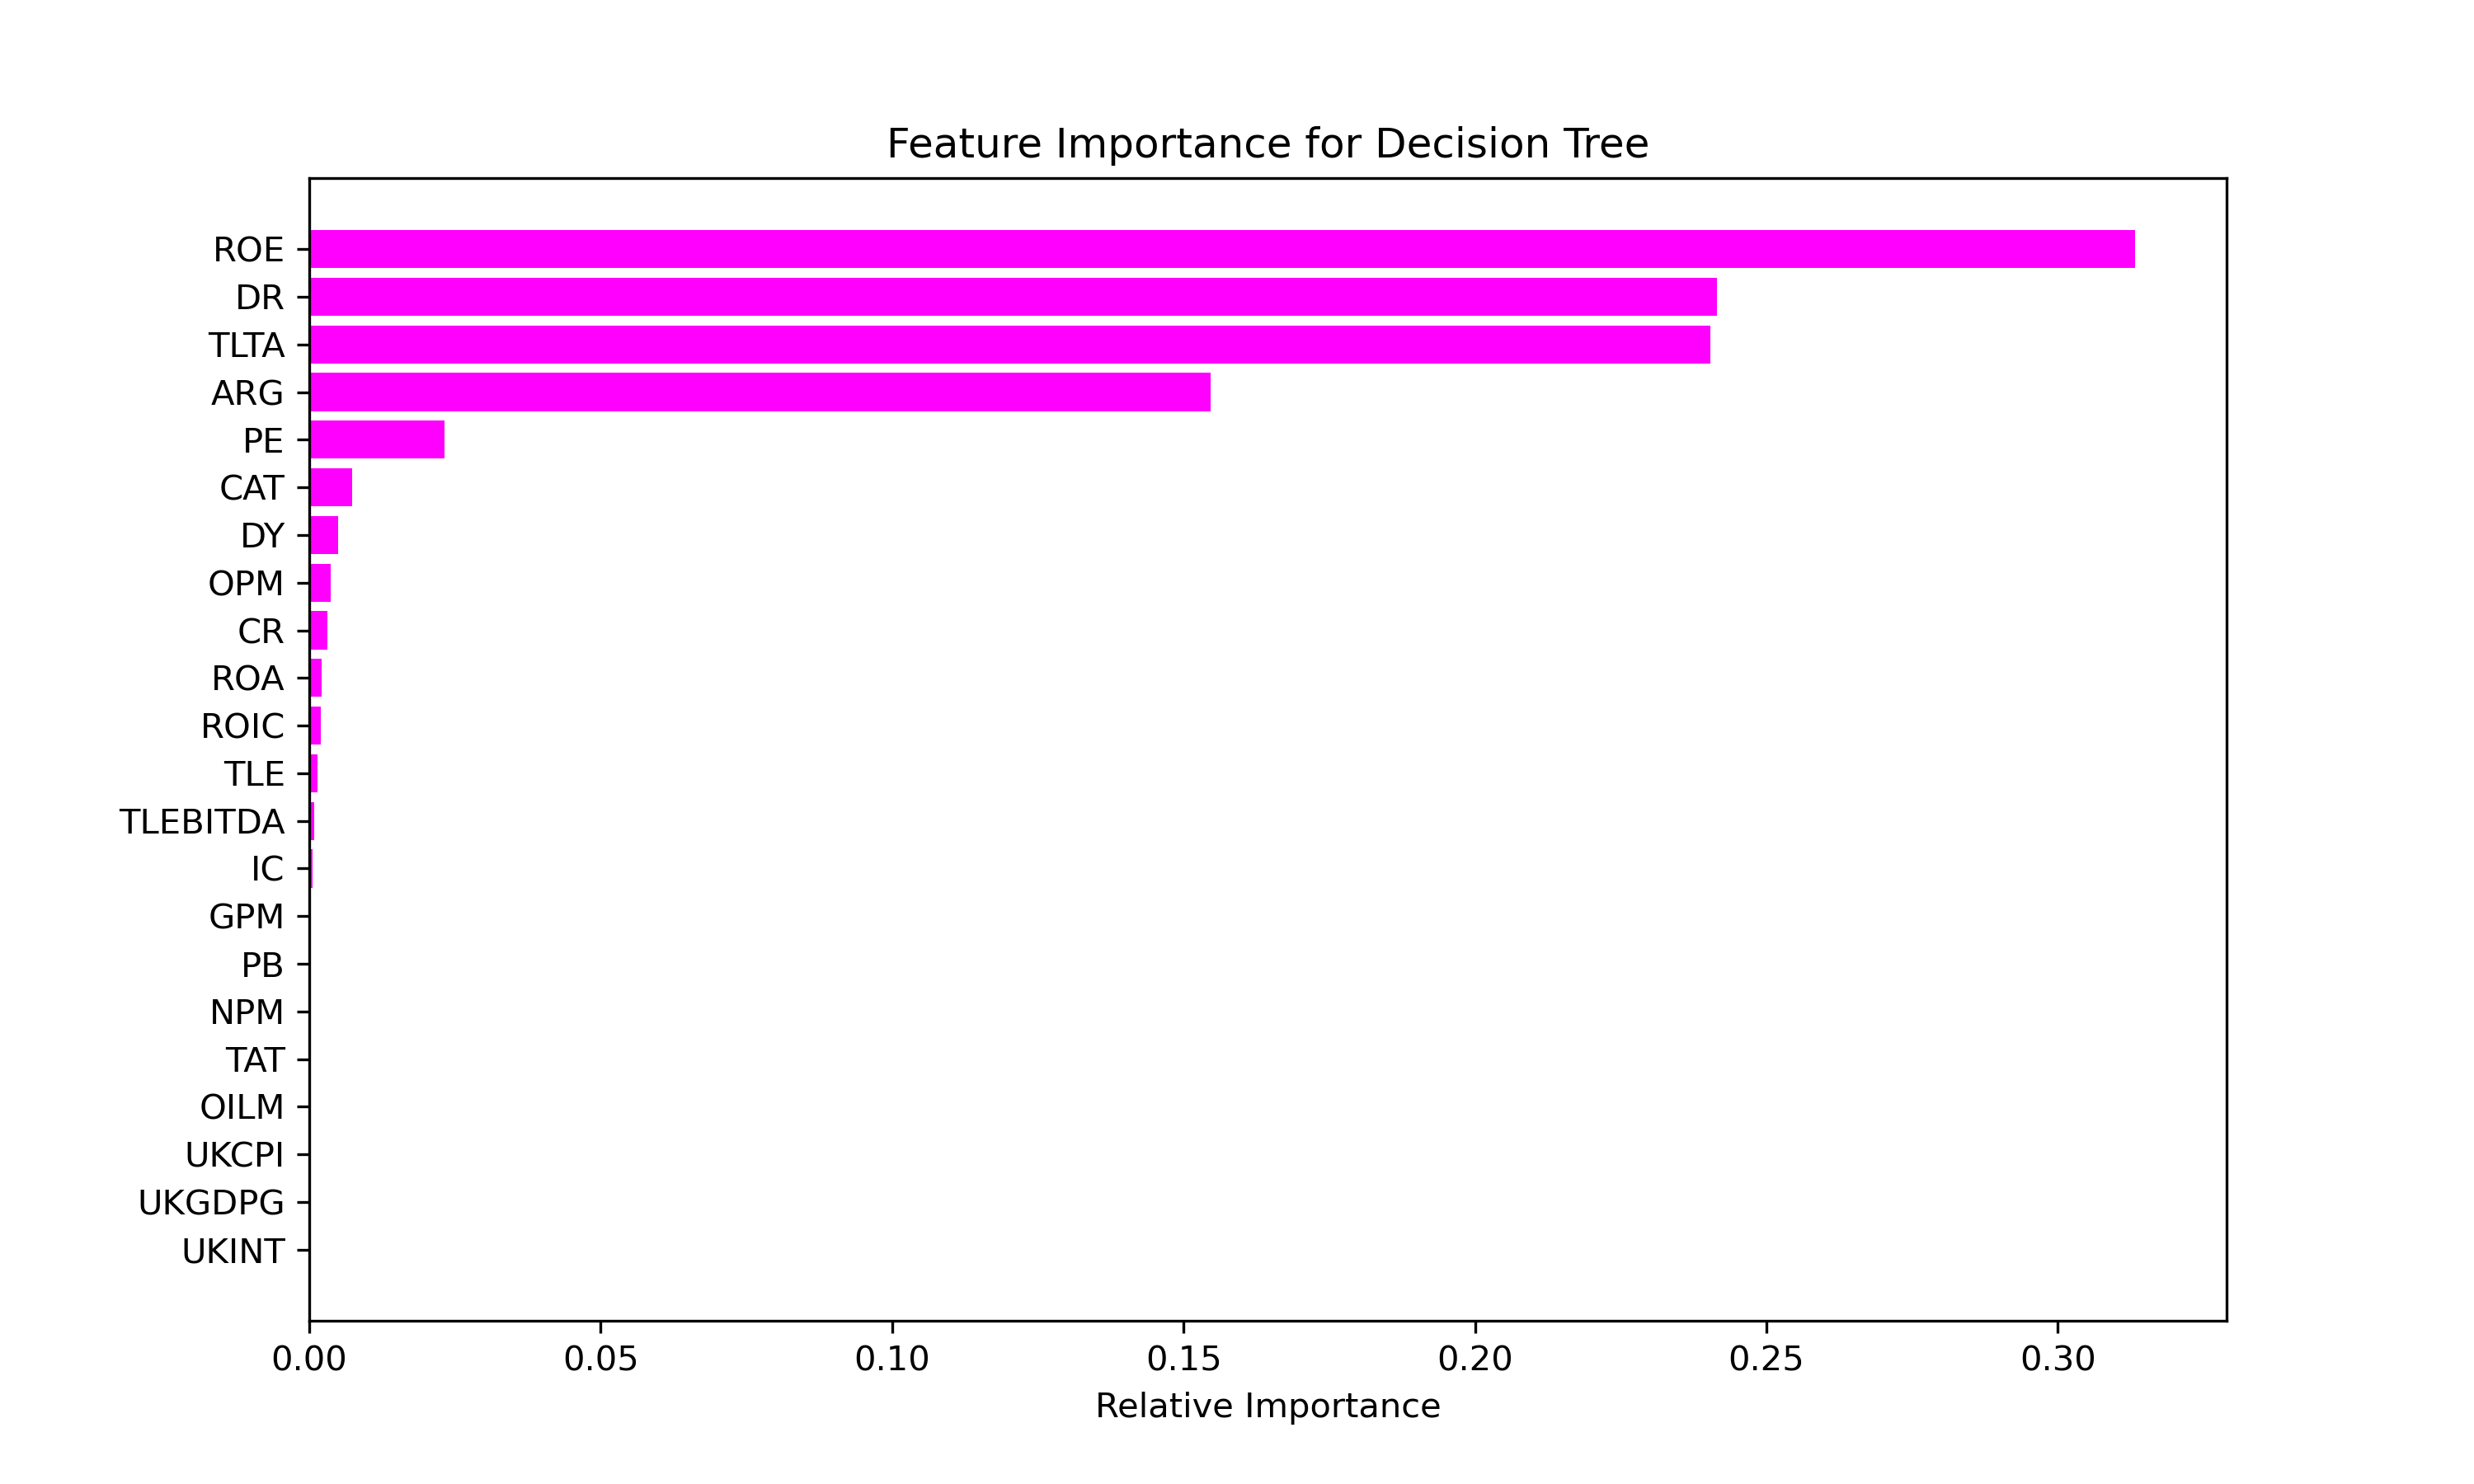 Feature Importance for Decision Tree
ROE
DR
TLTA
ARG
PE
CAT
DY
OPM
CR
ROA
ROIC
TLE
TLEBITDA
IC
GPM
PB
NPM
TAT
OILM
UKCPI
UKGDPG
UKINT
0.00 0.05 0.10 0.15 0.20 0.25 0.30
Relative Importance